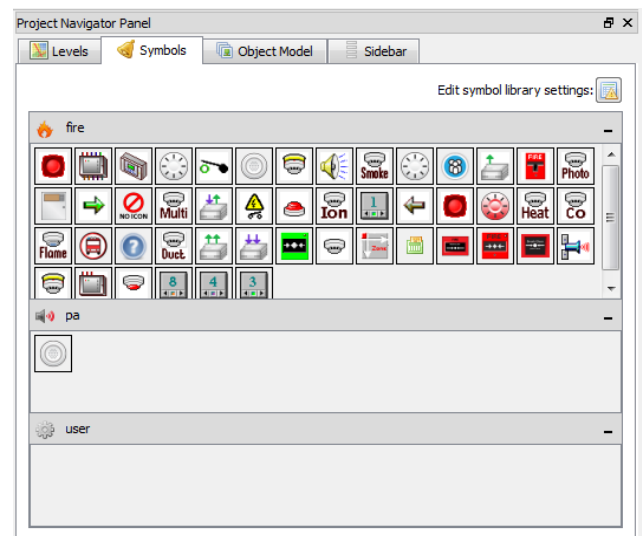 Project Navigator Panel
Levels Symbols Object Model Sidebar
Edit symbol library settings:
fire
Smoke FIRE Photo
NO ICON Multi Ion 1 Heat Co
Flame Duct Zone
8 4 3
pa
user